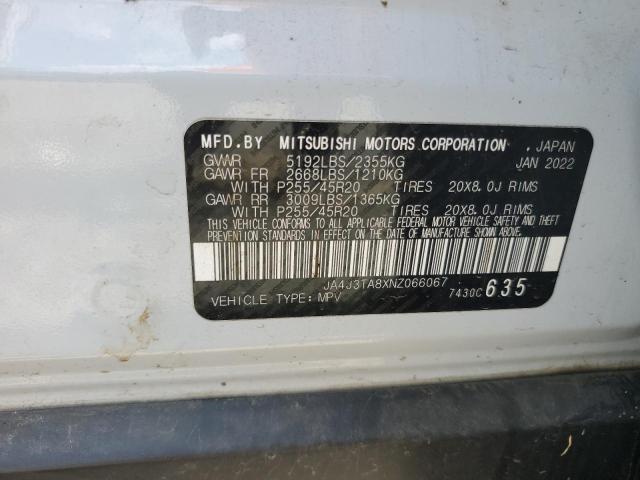 MFD.BY MITSUBISHI MOTORS CORPORATION , JAPAN
GVWR 5192LBS/2355KG JAN 2022
GAWR FR 2668LBS/1210KG
WITH P255/45R20 TIRES 20X8.0J RIMS
GAWR RR 3009LBS/1365KG
WITH P255/45R20 TIRES 20X8.0J RIMS
THIS VEHICLE CONFORMS TO ALL APPLICABLE FEDERAL MOTOR VEHICLE SAFETY AND THEFT
PREVENTION STANDARDS IN EFFECT ON THE DATE OF MANUFACTURE SHOWN ABOVE.
JA4J3TA8XNZ066067
VEHICLE TYPE: MPV 7430C 635